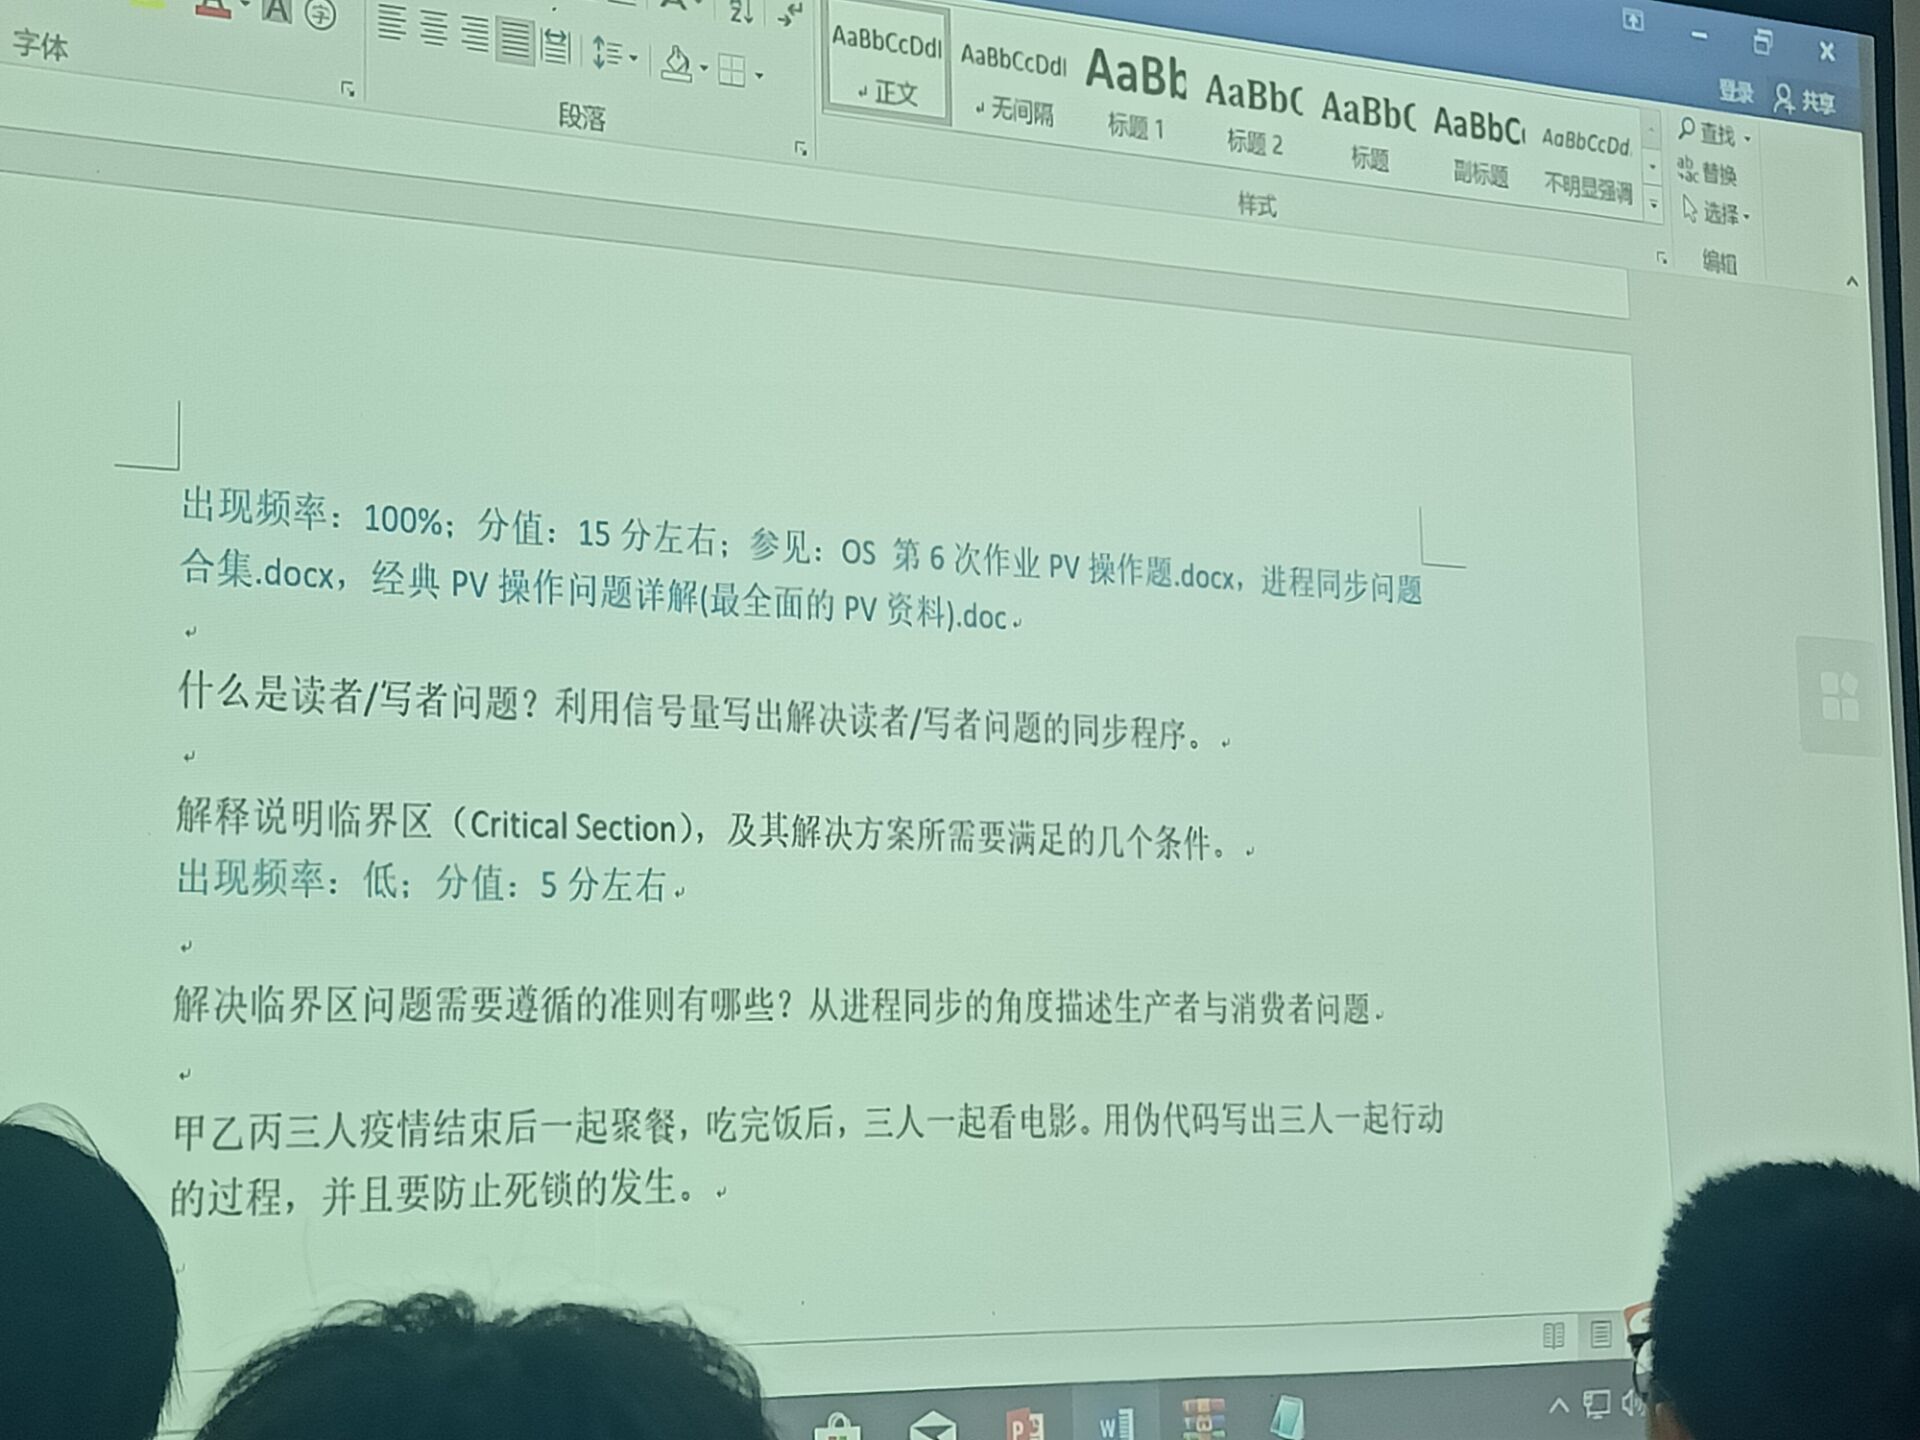 字体
段落
AaBbCcDdI AaBbCcDdI AaBb AaBbC AaBbC AaBbC AaBbCcDd
正文 无间隔 标题 1 标题 2 标题 副标题 不明显强调
样式
登录 共享
查找
替换
选择
编辑
出现频率：100%；分值：15 分左右；参见：OS 第 6 次作业 PV 操作题.docx，进程同步问题
合集.docx，经典 PV 操作问题详解(最全面的 PV 资料).doc
什么是读者/写者问题？利用信号量写出解决读者/写者问题的同步程序。
解释说明临界区（Critical Section），及其解决方案所需要满足的几个条件。
出现频率：低；分值：5 分左右
解决临界区问题需要遵循的准则有哪些？从进程同步的角度描述生产者与消费者问题
甲乙丙三人疫情结束后一起聚餐，吃完饭后，三人一起看电影。用伪代码写出三人一起行动
的过程，并且要防止死锁的发生。